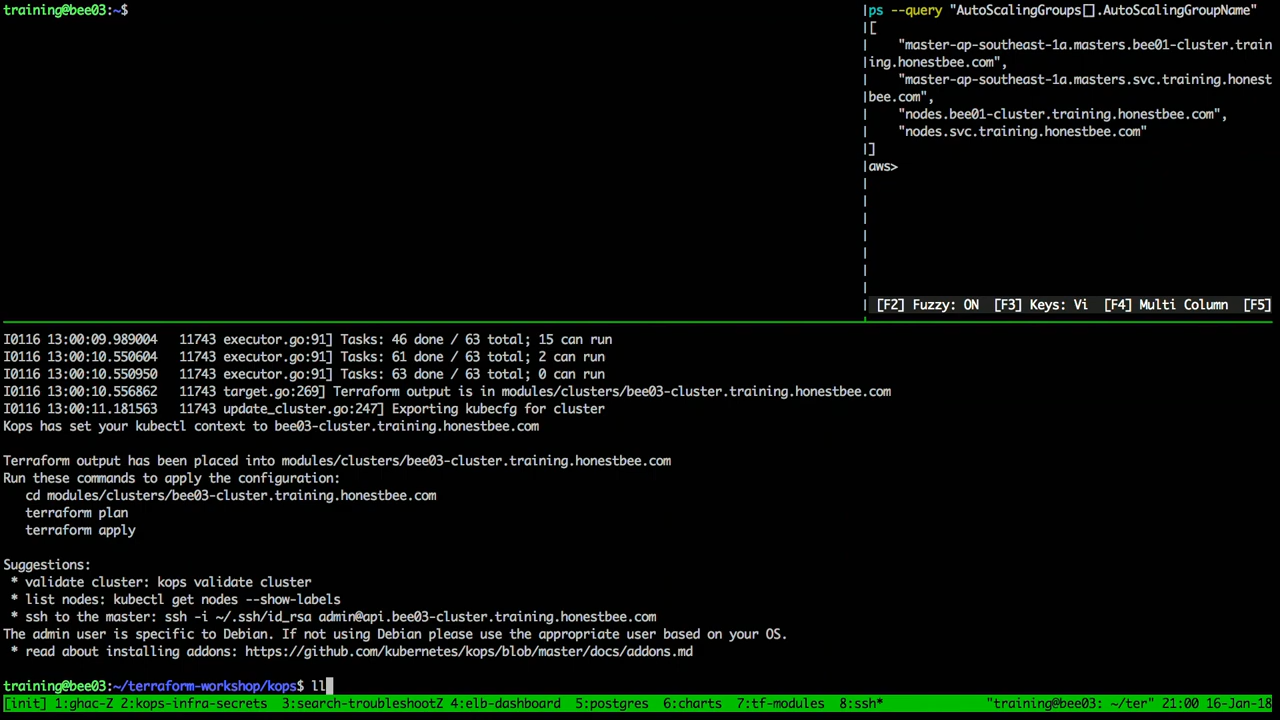 training@bee03:~$
ps --query "AutoScalingGroups[].AutoScalingGroupName"
[
"master-ap-southeast-1a.masters.bee01-cluster.train
ing.honestbee.com",
"master-ap-southeast-1a.masters.svc.training.honest
bee.com",
"nodes.bee01-cluster.training.honestbee.com",
"nodes.svc.training.honestbee.com"
]
aws>
[F2] Fuzzy: ON [F3] Keys: Vi [F4] Multi Column [F5]
I0116 13:00:09.989004 11743 executor.go:91] Tasks: 46 done / 63 total; 15 can run
I0116 13:00:10.550604 11743 executor.go:91] Tasks: 61 done / 63 total; 2 can run
I0116 13:00:10.550950 11743 executor.go:91] Tasks: 63 done / 63 total; 0 can run
I0116 13:00:10.556862 11743 target.go:269] Terraform output is in modules/clusters/bee03-cluster.training.honestbee.com
I0116 13:00:11.181563 11743 update_cluster.go:247] Exporting kubecfg for cluster
Kops has set your kubectl context to bee03-cluster.training.honestbee.com
Terraform output has been placed into modules/clusters/bee03-cluster.training.honestbee.com
Run these commands to apply the configuration:
cd modules/clusters/bee03-cluster.training.honestbee.com
terraform plan
terraform apply
Suggestions:
* validate cluster: kops validate cluster
* list nodes: kubectl get nodes --show-labels
* ssh to the master: ssh -i ~/.ssh/id_rsa admin@api.bee03-cluster.training.honestbee.com
The admin user is specific to Debian. If not using Debian please use the appropriate user based on your OS.
* read about installing addons: https://github.com/kubernetes/kops/blob/master/docs/addons.md
training@bee03:~/terraform-workshop/kops$ ll
[init] 1:ghac-Z 2:kops-infra-secrets 3:search-troubleshootZ 4:elb-dashboard 5:postgres 6:charts 7:tf-modules 8:ssh* "training@bee03: ~/ter" 21:00 16-Jan-18